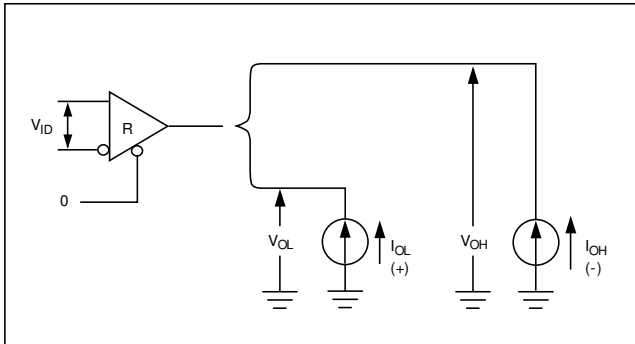 V_ID
R
0
V_OL
I_OL
(+)
V_OH
I_OH
(-)